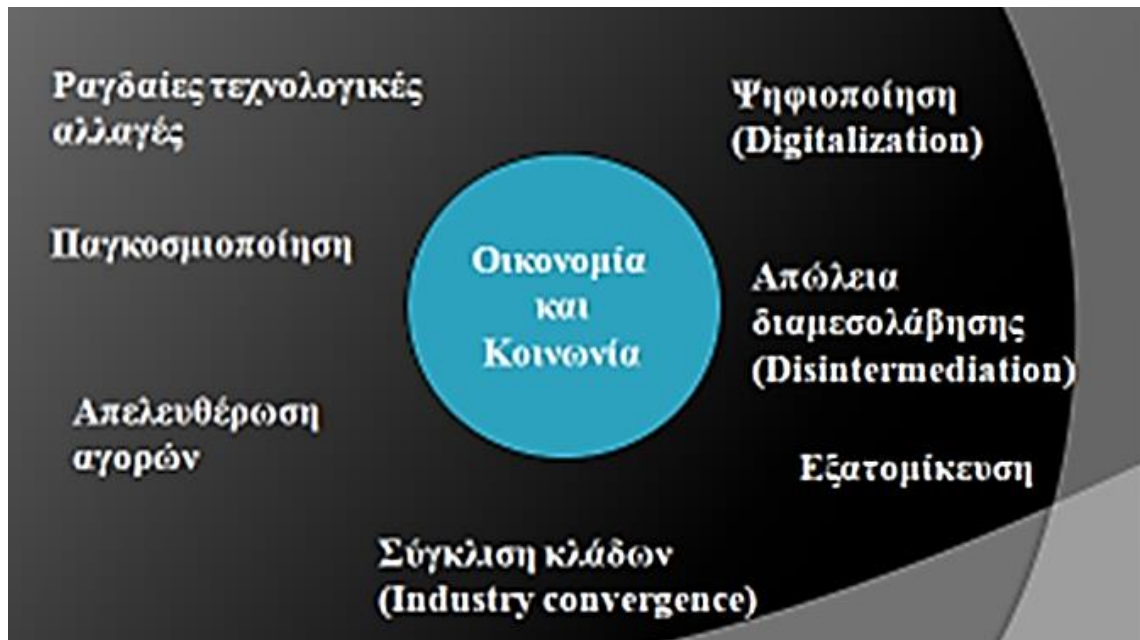 Ραγδαίες τεχνολογικές
αλλαγές
Ψηφιοποίηση
(Digitalization)
Παγκοσμιοποίηση
Οικονομία
και
Κοινωνία
Απώλεια
διαμεσολάβησης
(Disintermediation)
Απελευθέρωση
αγορών
Εξατομίκευση
Σύγκλιση κλάδων
(Industry convergence)